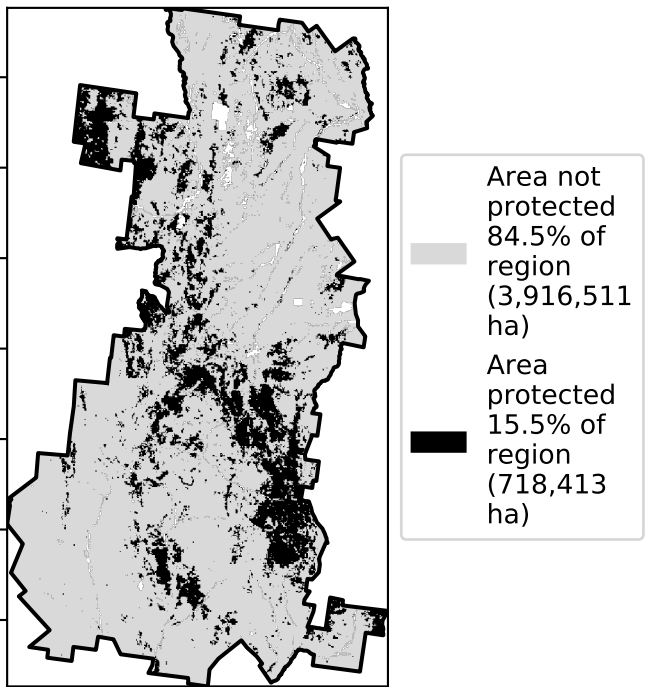 Area not
protected
84.5% of
region
(3,916,511
ha)
Area
protected
15.5% of
region
(718,413
ha)